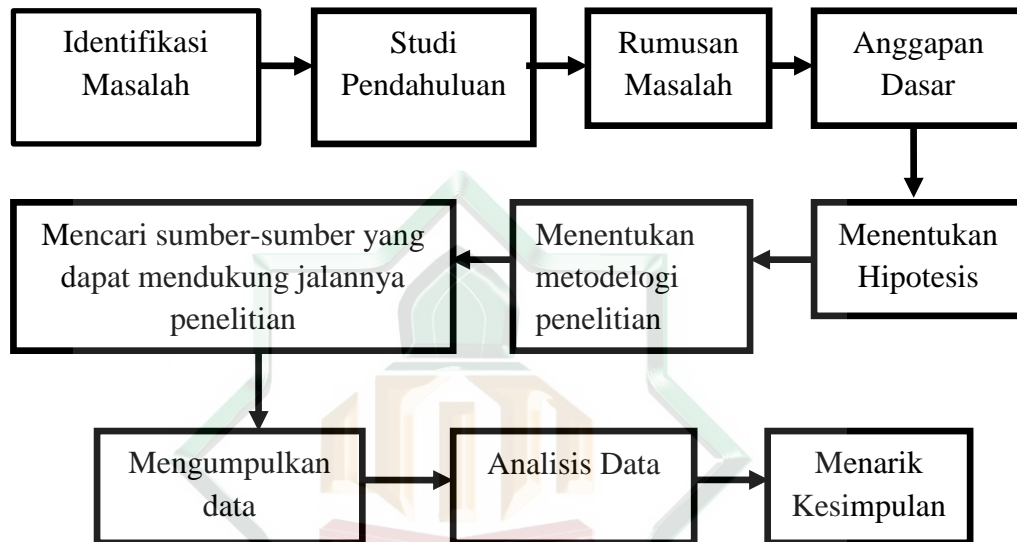 Identifikasi
Masalah
Studi
Pendahuluan
Rumusan
Masalah
Anggapan
Dasar
Menentukan
Hipotesis
Menentukan
metodelogi
penelitian
Mencari sumber-sumber yang
dapat mendukung jalannya
penelitian
Mengumpulkan
data
Analisis Data
Menarik
Kesimpulan